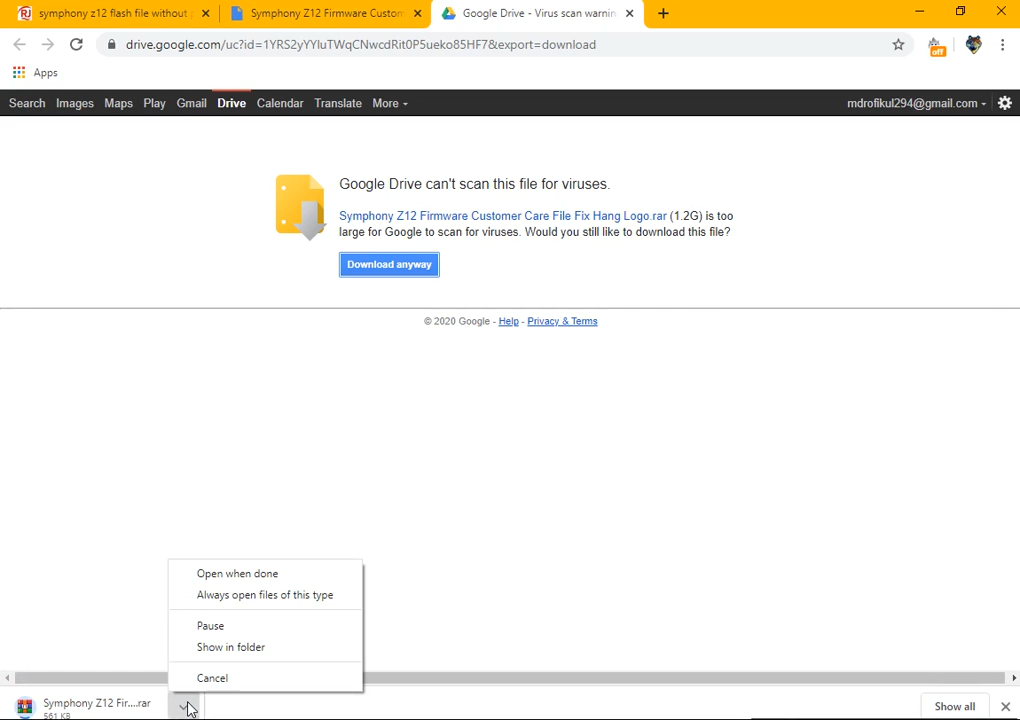 symphony z12 flash file without
Symphony Z12 Firmware Custom
Google Drive - Virus scan warnin
drive.google.com/uc?id=1YRS2yYYIuTWqCNwcdRit0P5ueko85HF7&export=download
off
Apps
Search Images Maps Play Gmail Drive Calendar Translate More
mdrofikul294@gmail.com
Google Drive can't scan this file for viruses.
Symphony Z12 Firmware Customer Care File Fix Hang Logo.rar (1.2G) is too
large for Google to scan for viruses. Would you still like to download this file?
Download anyway
© 2020 Google - Help - Privacy & Terms
Open when done
Always open files of this type
Pause
Show in folder
Cancel
Symphony Z12 Fir....rar
561 KB
Show all